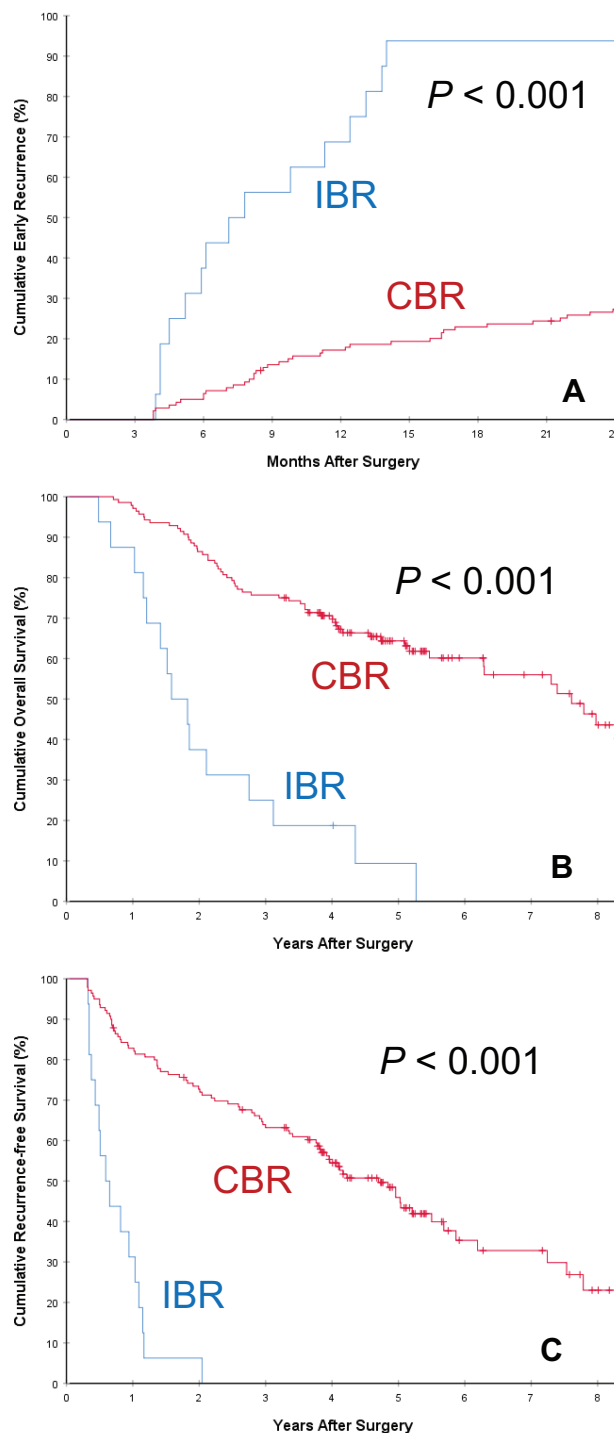 Cumulative Early Recurrence (%)
100
90
80
70
60
50
40
30
20
10
0
P < 0.001
IBR
CBR
A
0 3 6 9 12 15 18 21
Months After Surgery
Cumulative Overall Survival (%)
100
90
80
70
60
50
40
30
20
10
0
P < 0.001
CBR
IBR
B
0 1 2 3 4 5 6 7 8
Years After Surgery
Cumulative Recurrence-free Survival (%)
100
90
80
70
60
50
40
30
20
10
0
P < 0.001
CBR
IBR
C
0 1 2 3 4 5 6 7 8
Years After Surgery